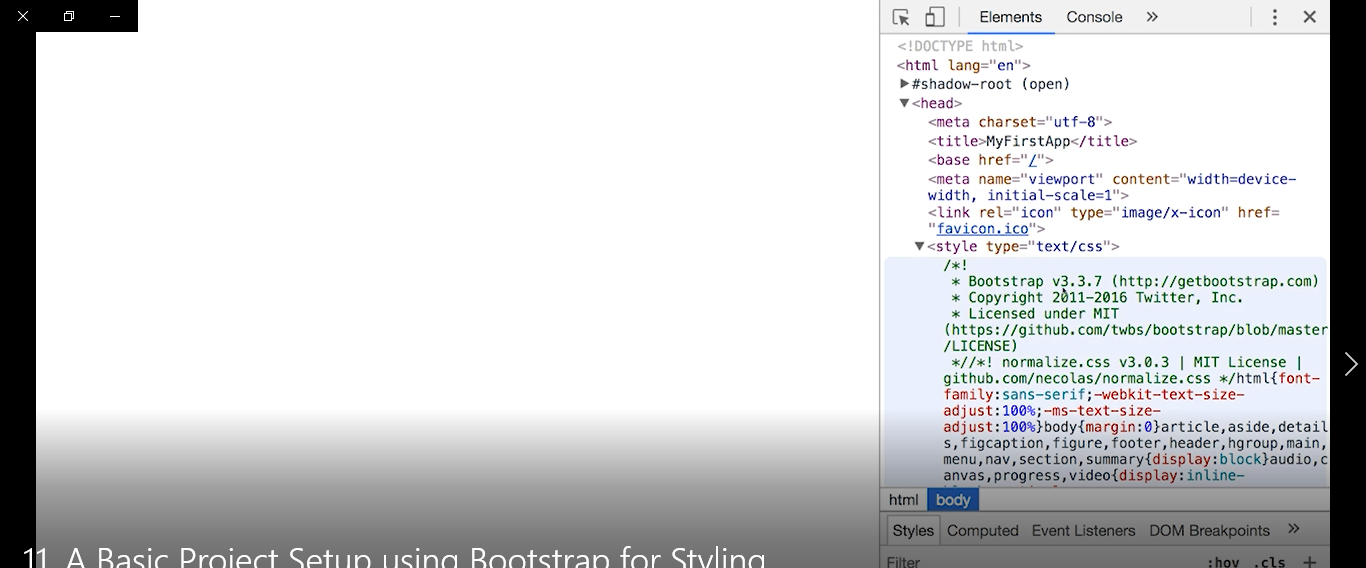 Elements Console »
<!DOCTYPE html>
<html lang="en">
▶#shadow-root (open)
▼<head>
<meta charset="utf-8">
<title>MyFirstApp</title>
<base href="/">
<meta name="viewport" content="width=device-
width, initial-scale=1">
<link rel="icon" type="image/x-icon" href=
"favicon.ico">
▼<style type="text/css">
/*!
* Bootstrap v3.3.7 (http://getbootstrap.com)
* Copyright 2011-2016 Twitter, Inc.
* Licensed under MIT
(https://github.com/twbs/bootstrap/blob/master
/LICENSE)
*//*! normalize.css v3.0.3 | MIT License |
github.com/necolas/normalize.css */html{font-
family:sans-serif;-webkit-text-size-
adjust:100%;-ms-text-size-
adjust:100%}body{margin:0}article,aside,detail
s,figcaption,figure,footer,header,hgroup,main,
menu,nav,section,summary{display:block}audio,c
anvas,progress,video{display:inline-
html body
Styles Computed Event Listeners DOM Breakpoints »
Filter :hov .cls +
11. A Basic Project Setup using Bootstrap for Styling